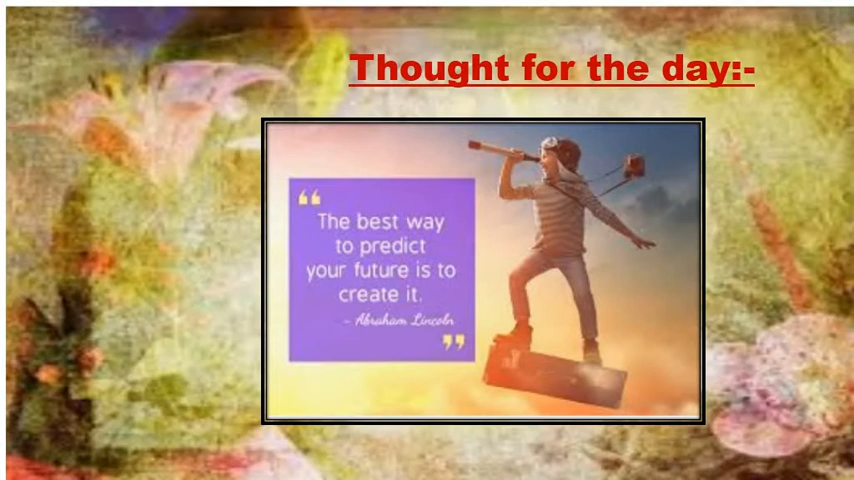 Thought for the day:-
“
The best way
to predict
your future is to
create it.
- Abraham Lincoln
”